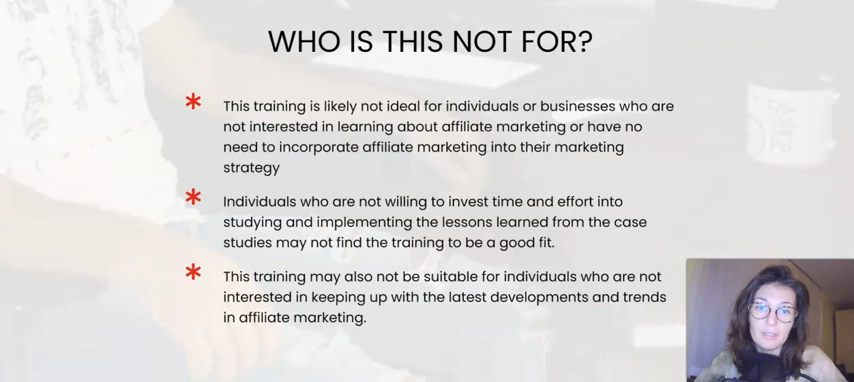 WHO IS THIS NOT FOR?
This training is likely not ideal for individuals or businesses who are
not interested in learning about affiliate marketing or have no
need to incorporate affiliate marketing into their marketing
strategy
Individuals who are not willing to invest time and effort into
studying and implementing the lessons learned from the case
studies may not find the training to be a good fit.
This training may also not be suitable for individuals who are not
interested in keeping up with the latest developments and trends
in affiliate marketing.